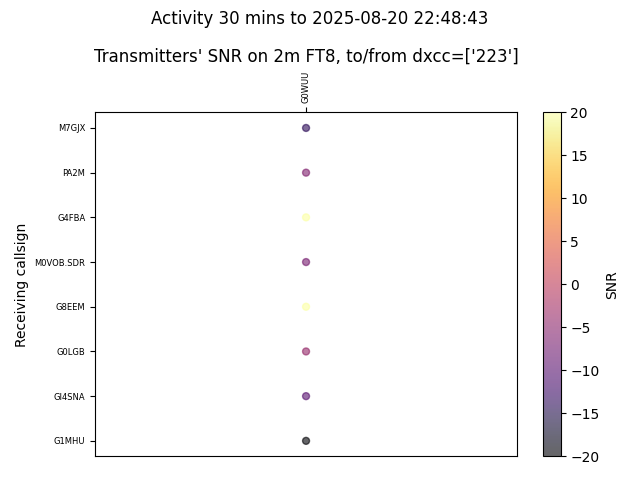 Activity 30 mins to 2025-08-20 22:48:43
Transmitters' SNR on 2m FT8, to/from dxcc=['223']
G0WUU
M7GJX
PA2M
G4FBA
M0VOB.SDR
G8EEM
G0LGB
GI4SNA
G1MHU
Receiving callsign
20
15
10
5
0
−5
−10
−15
−20
SNR